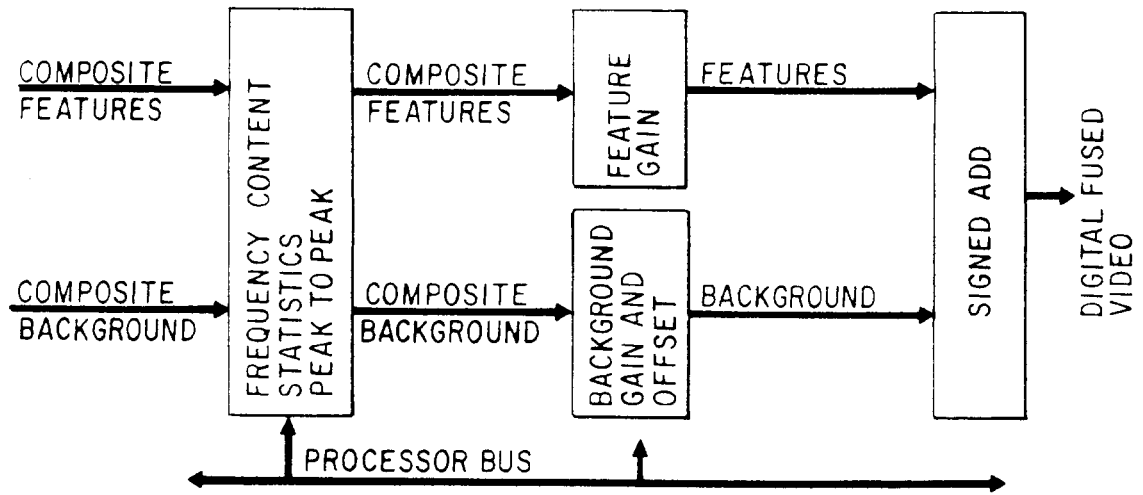 COMPOSITE
FEATURES
COMPOSITE
BACKGROUND
FREQUENCY CONTENT
STATISTICS
PEAK TO PEAK
COMPOSITE
FEATURES
COMPOSITE
BACKGROUND
FEATURE
GAIN
BACKGROUND
GAIN AND
OFFSET
FEATURES
BACKGROUND
SIGNED ADD
DIGITAL FUSED
VIDEO
PROCESSOR BUS